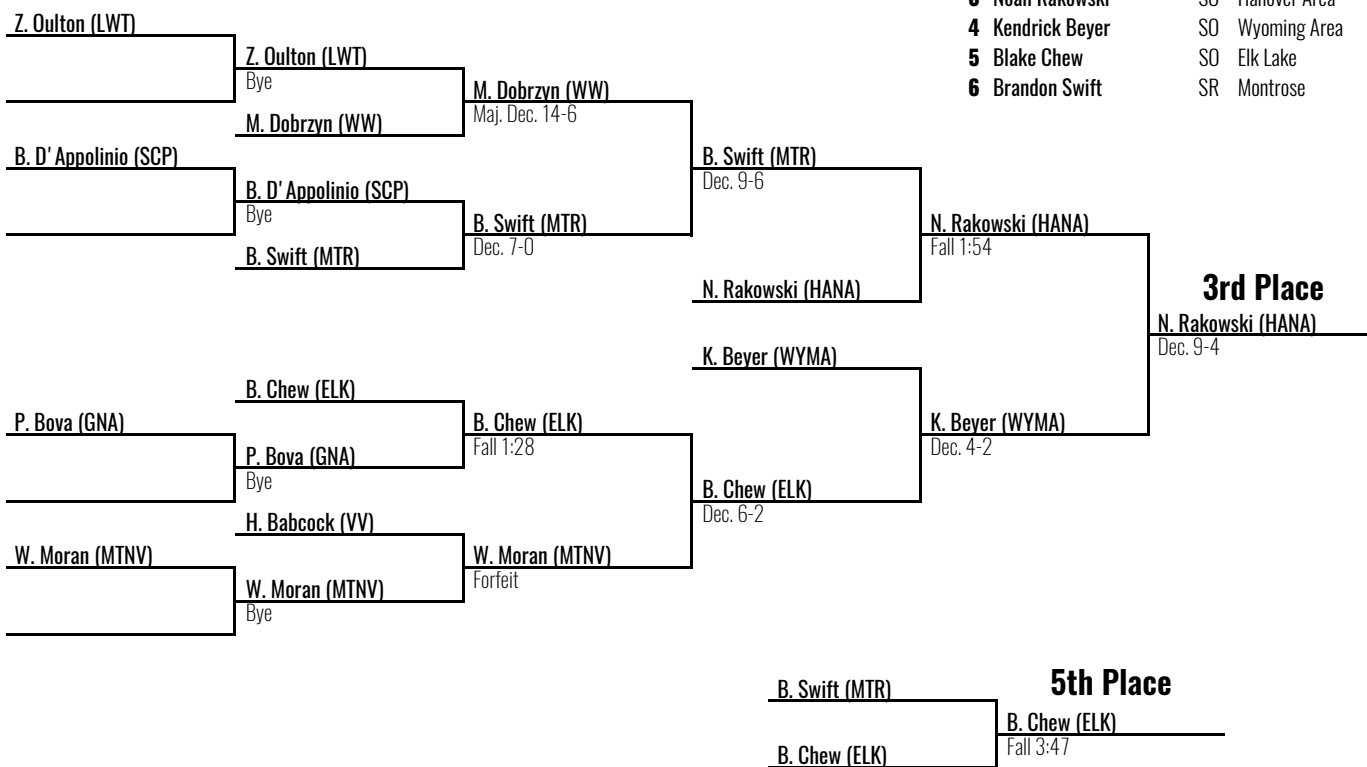 3 Noah Rakowski SO Hanover Area
4 Kendrick Beyer SO Wyoming Area
5 Blake Chew SO Elk Lake
6 Brandon Swift SR Montrose
Z. Oulton (LWT)
Z. Oulton (LWT)
Bye
M. Dobrzyn (WW)
M. Dobrzyn (WW)
Maj. Dec. 14-6
B. D'Appolinio (SCP)
B. D'Appolinio (SCP)
Bye
B. Swift (MTR)
B. Swift (MTR)
Dec. 7-0
B. Swift (MTR)
Dec. 9-6
N. Rakowski (HANA)
N. Rakowski (HANA)
Fall 1:54
3rd Place
N. Rakowski (HANA)
Dec. 9-4
K. Beyer (WYMA)
K. Beyer (WYMA)
Dec. 4-2
B. Chew (ELK)
P. Bova (GNA)
P. Bova (GNA)
Bye
B. Chew (ELK)
Fall 1:28
B. Chew (ELK)
Dec. 6-2
H. Babcock (VV)
W. Moran (MTNV)
W. Moran (MTNV)
Bye
W. Moran (MTNV)
Forfeit
5th Place
B. Swift (MTR)
B. Chew (ELK)
B. Chew (ELK)
Fall 3:47